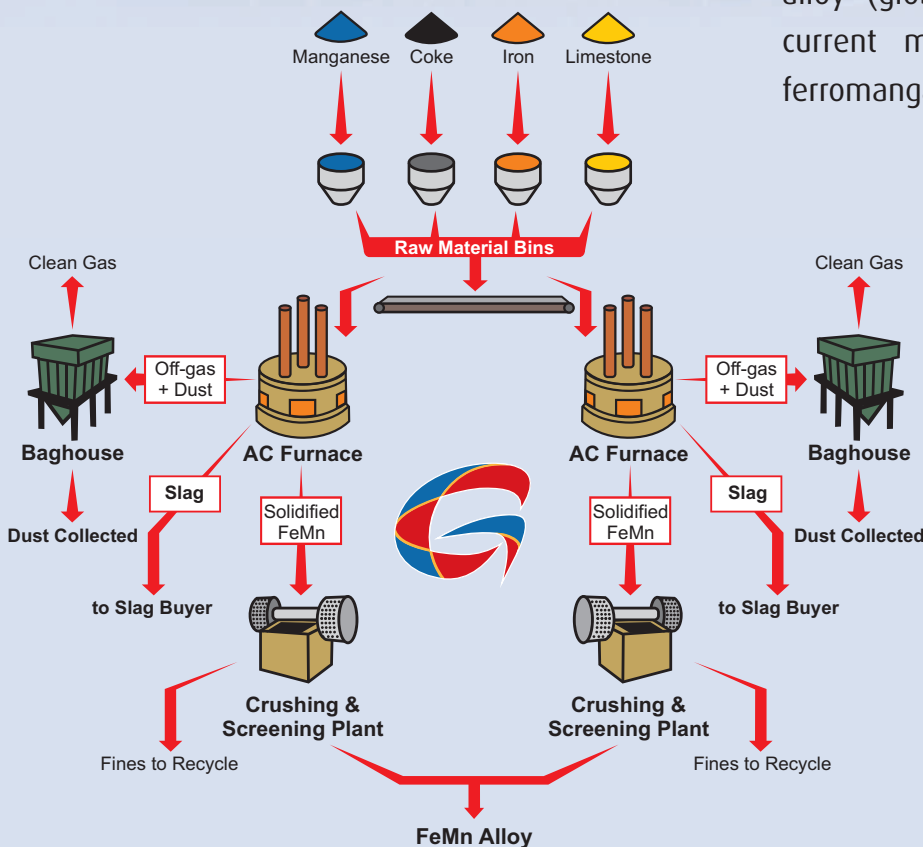 alloy
current
ferromang
Manganese
Coke
Iron
Limestone
Raw Material Bins
Clean Gas
Clean Gas
Off-gas
+ Dust
Off-gas
+ Dust
Baghouse
AC Furnace
AC Furnace
Baghouse
Slag
Solidified
FeMn
Solidified
FeMn
Slag
Dust Collected
Dust Collected
to Slag Buyer
to Slag Buyer
Crushing &
Screening Plant
Crushing &
Screening Plant
Fines to Recycle
Fines to Recycle
FeMn Alloy